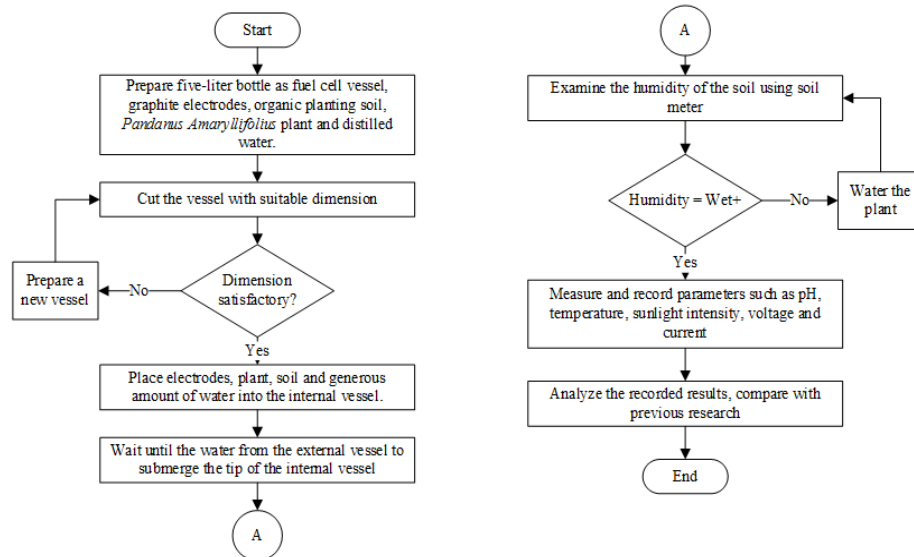 Start
Prepare five-liter bottle as fuel cell vessel,
graphite electrodes, organic planting soil,
Pandanus Amaryllifolius plant and distilled
water.
Cut the vessel with suitable dimension
Prepare a
new vessel
No
Dimension
satisfactory?
Yes
Place electrodes, plant, soil and generous
amount of water into the internal vessel.
Wait until the water from the external vessel to
submerge the tip of the internal vessel
A
A
Examine the humidity of the soil using soil
meter
Humidity = Wet+
No
Water the
plant
Yes
Measure and record parameters such as pH,
temperature, sunlight intensity, voltage and
current
Analyze the recorded results, compare with
previous research
End